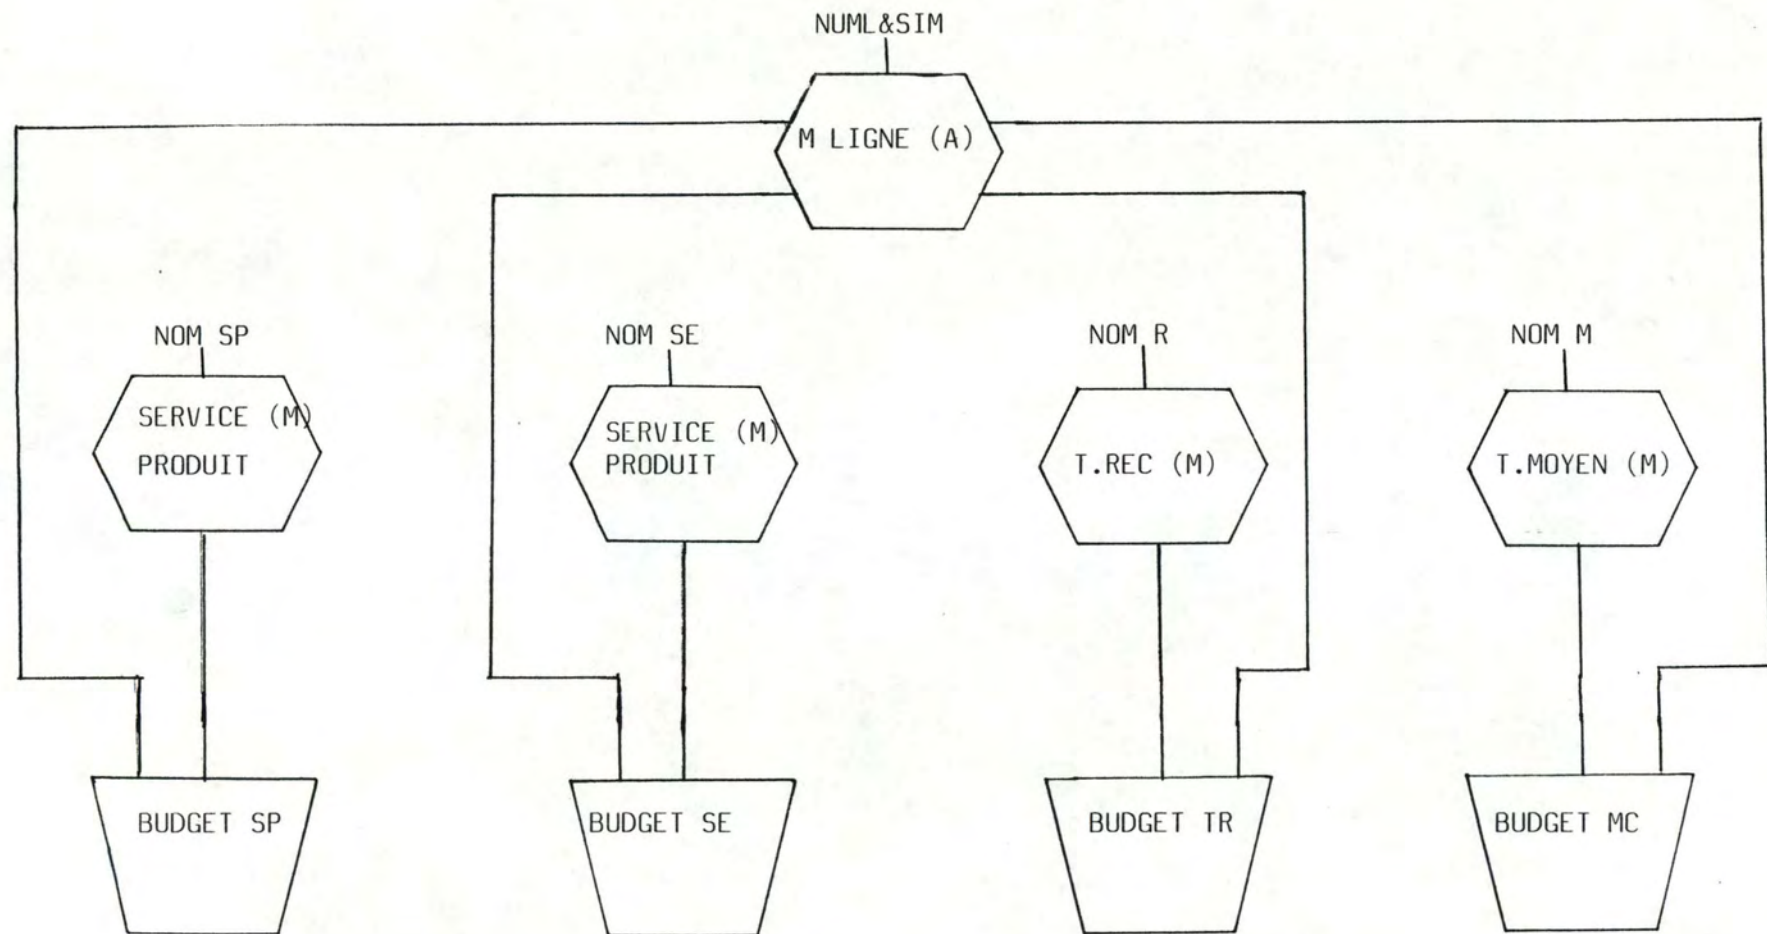 NUML&SIM
M LIGNE (A)
NOM SP
NOM SE
NOM R
NOM M
SERVICE (M)
PRODUIT
SERVICE (M)
PRODUIT
T.REC (M)
T.MOYEN (M)
BUDGET SP
BUDGET SE
BUDGET TR
BUDGET MC